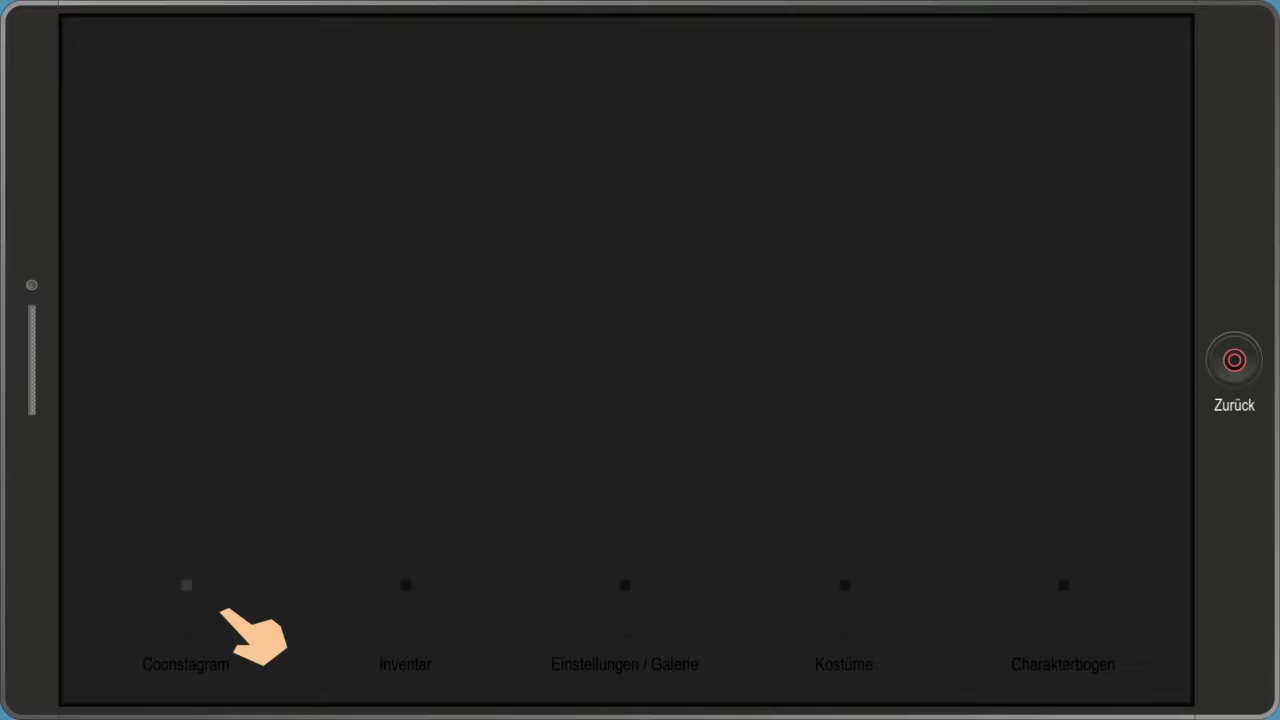 Zurück
Coonstagram
Inventar
Einstellungen / Galerie
Kostüme
Charakterbogen